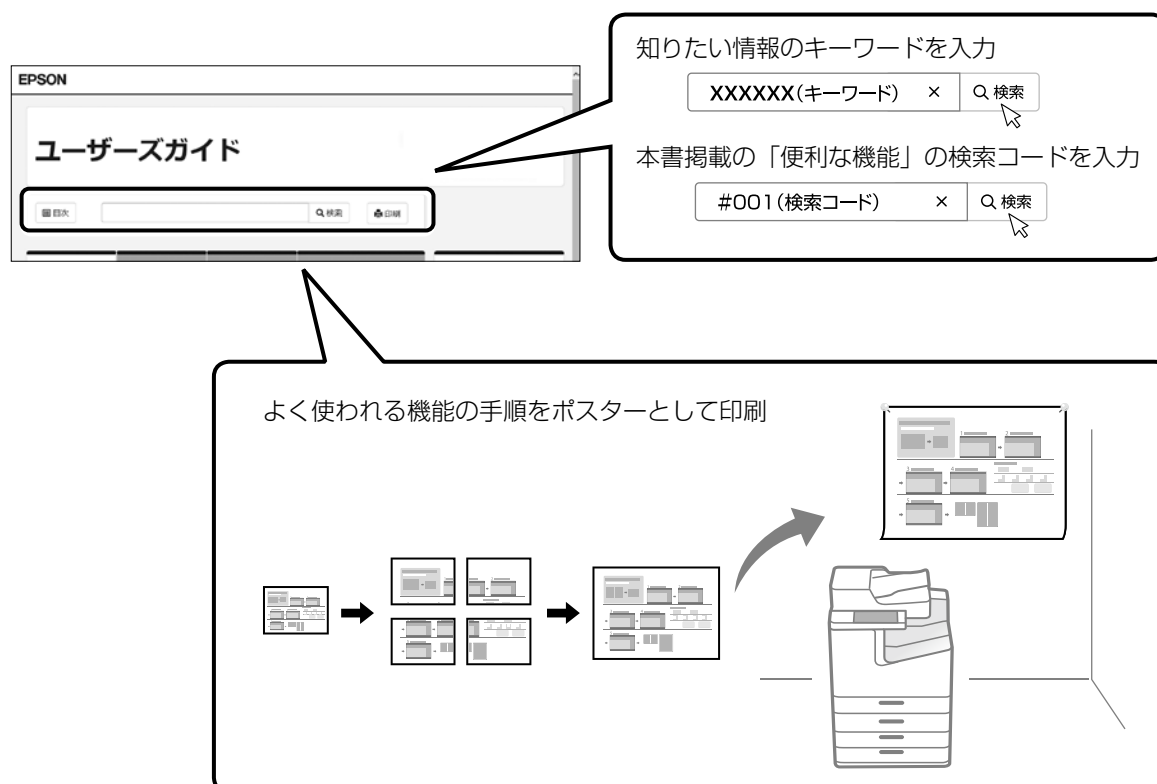 知りたい情報のキーワードを入力
XXXXXX(キーワード) × 検索
本書掲載の「便利な機能」の検索コードを入力
#001(検索コード) × 検索
EPSON
ユーザーズガイド
目次 検索 印刷
よく使われる機能の手順をポスターとして印刷